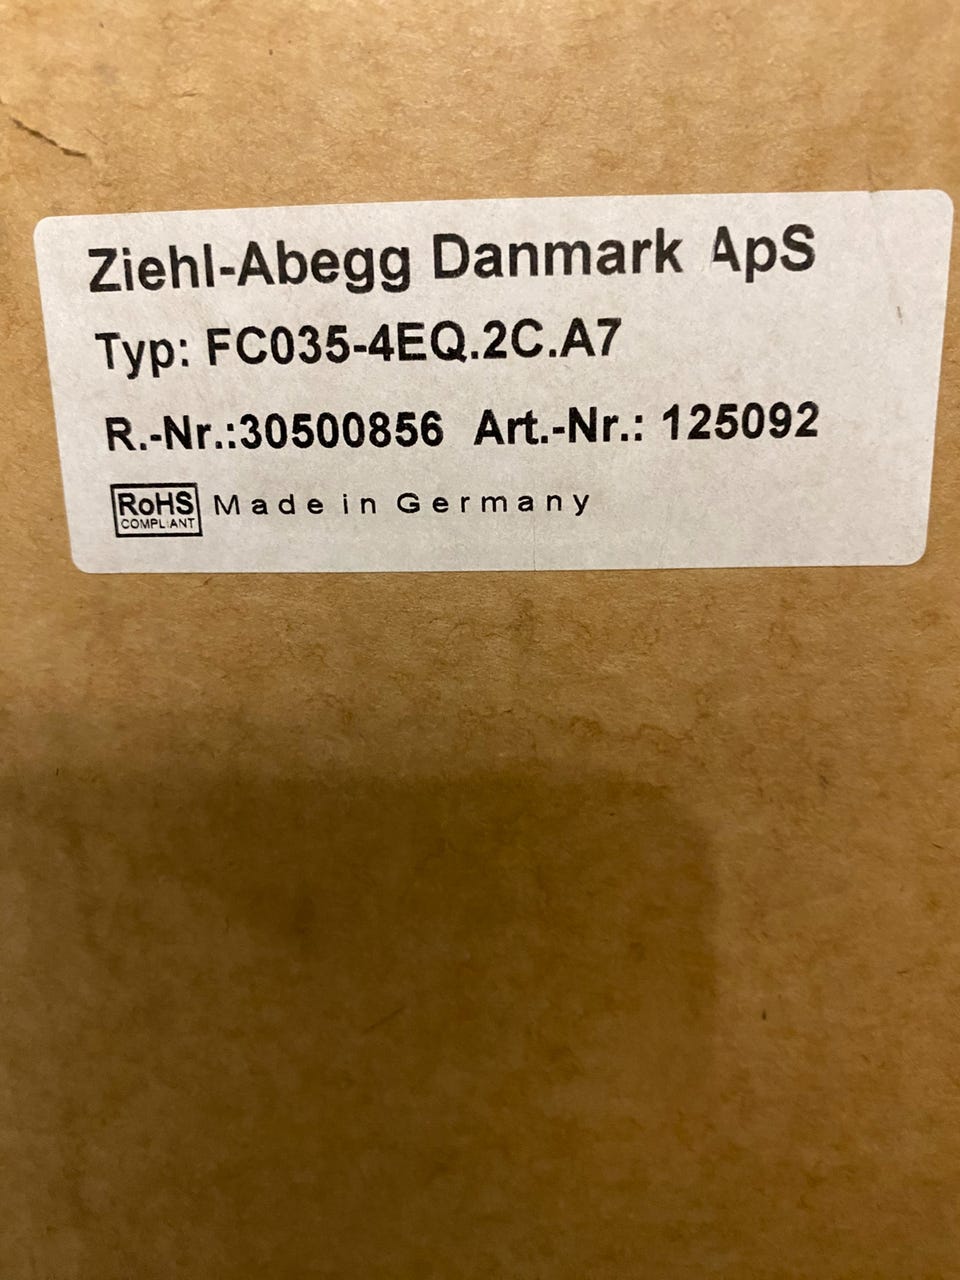 Ziehl-Abegg Danmark ApS
Typ: FC035-4EQ.2C.A7
R.-Nr.:30500856 Art.-Nr.: 125092
RoHS
COMPLIANT
Made in Germany